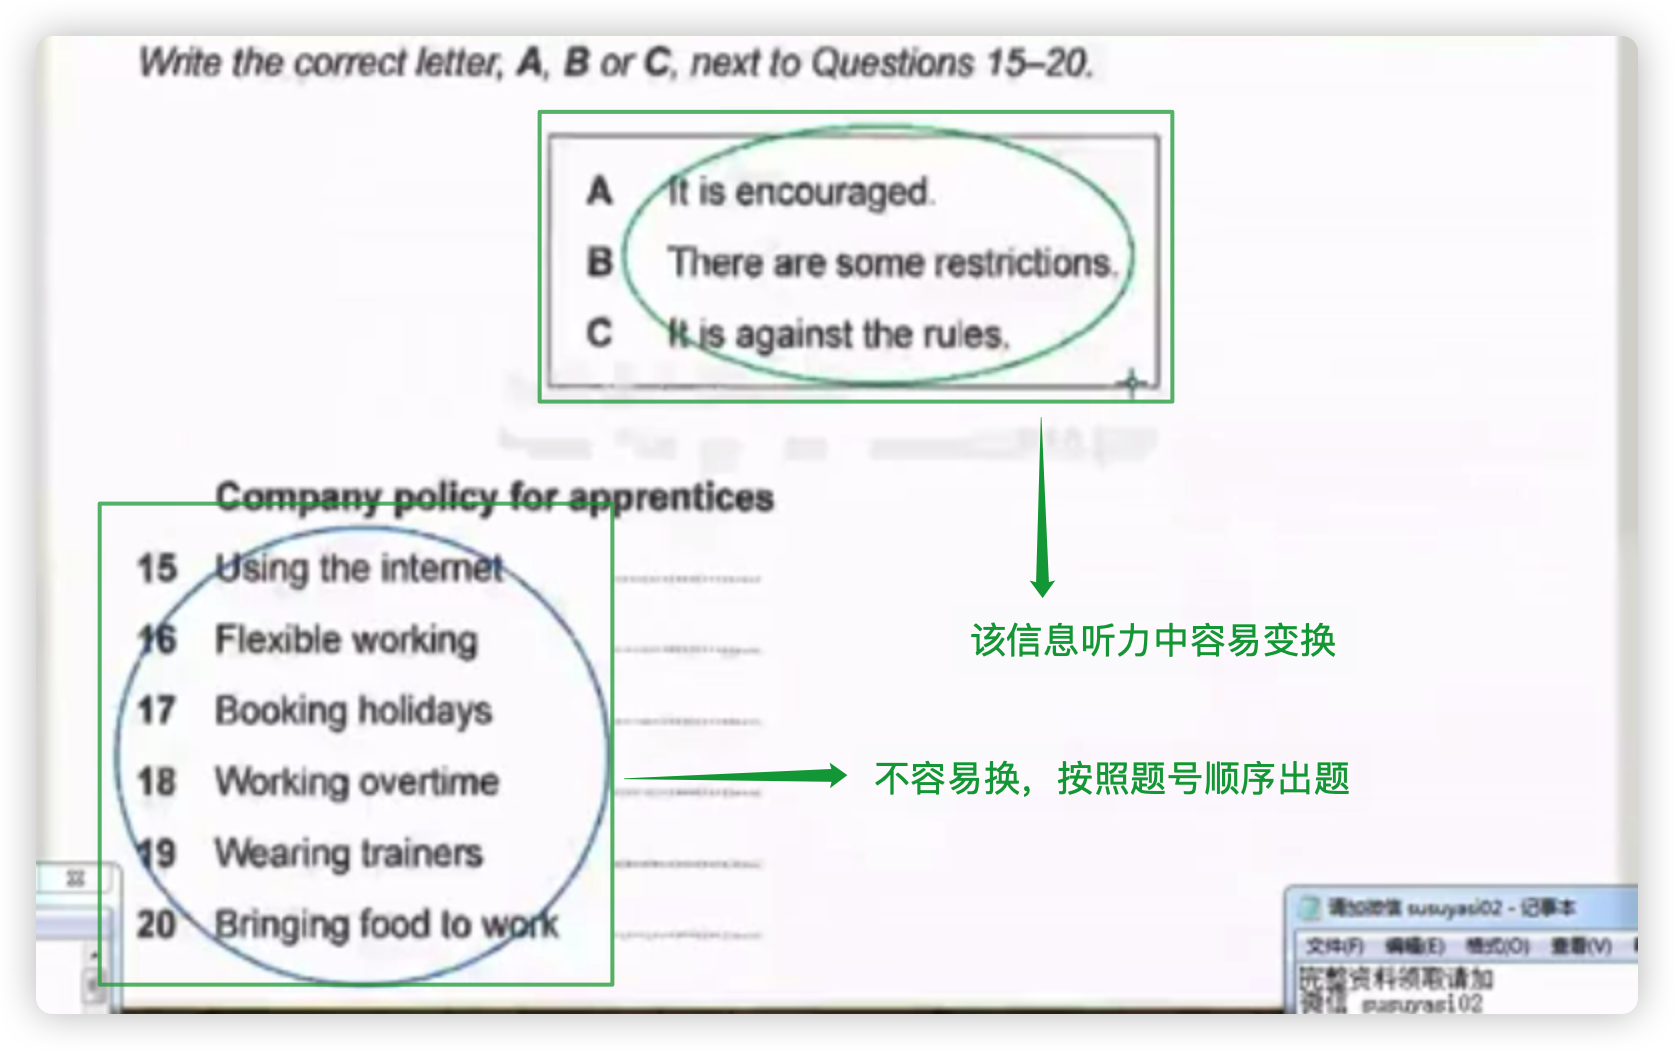 Write the correct letter, A, B or C, next to Questions 15–20.
A It is encouraged.
B There are some restrictions.
C It is against the rules.
Company policy for apprentices
15 Using the internet
16 Flexible working
17 Booking holidays
18 Working overtime
19 Wearing trainers
20 Bringing food to work
该信息听力中容易变换
不容易换，按照题号顺序出题
请加微信 susuyasi02 - 记事本
文件(F) 编辑(E) 格式(O) 查看(V)
完整资料领取请加
微信 susuyasi02